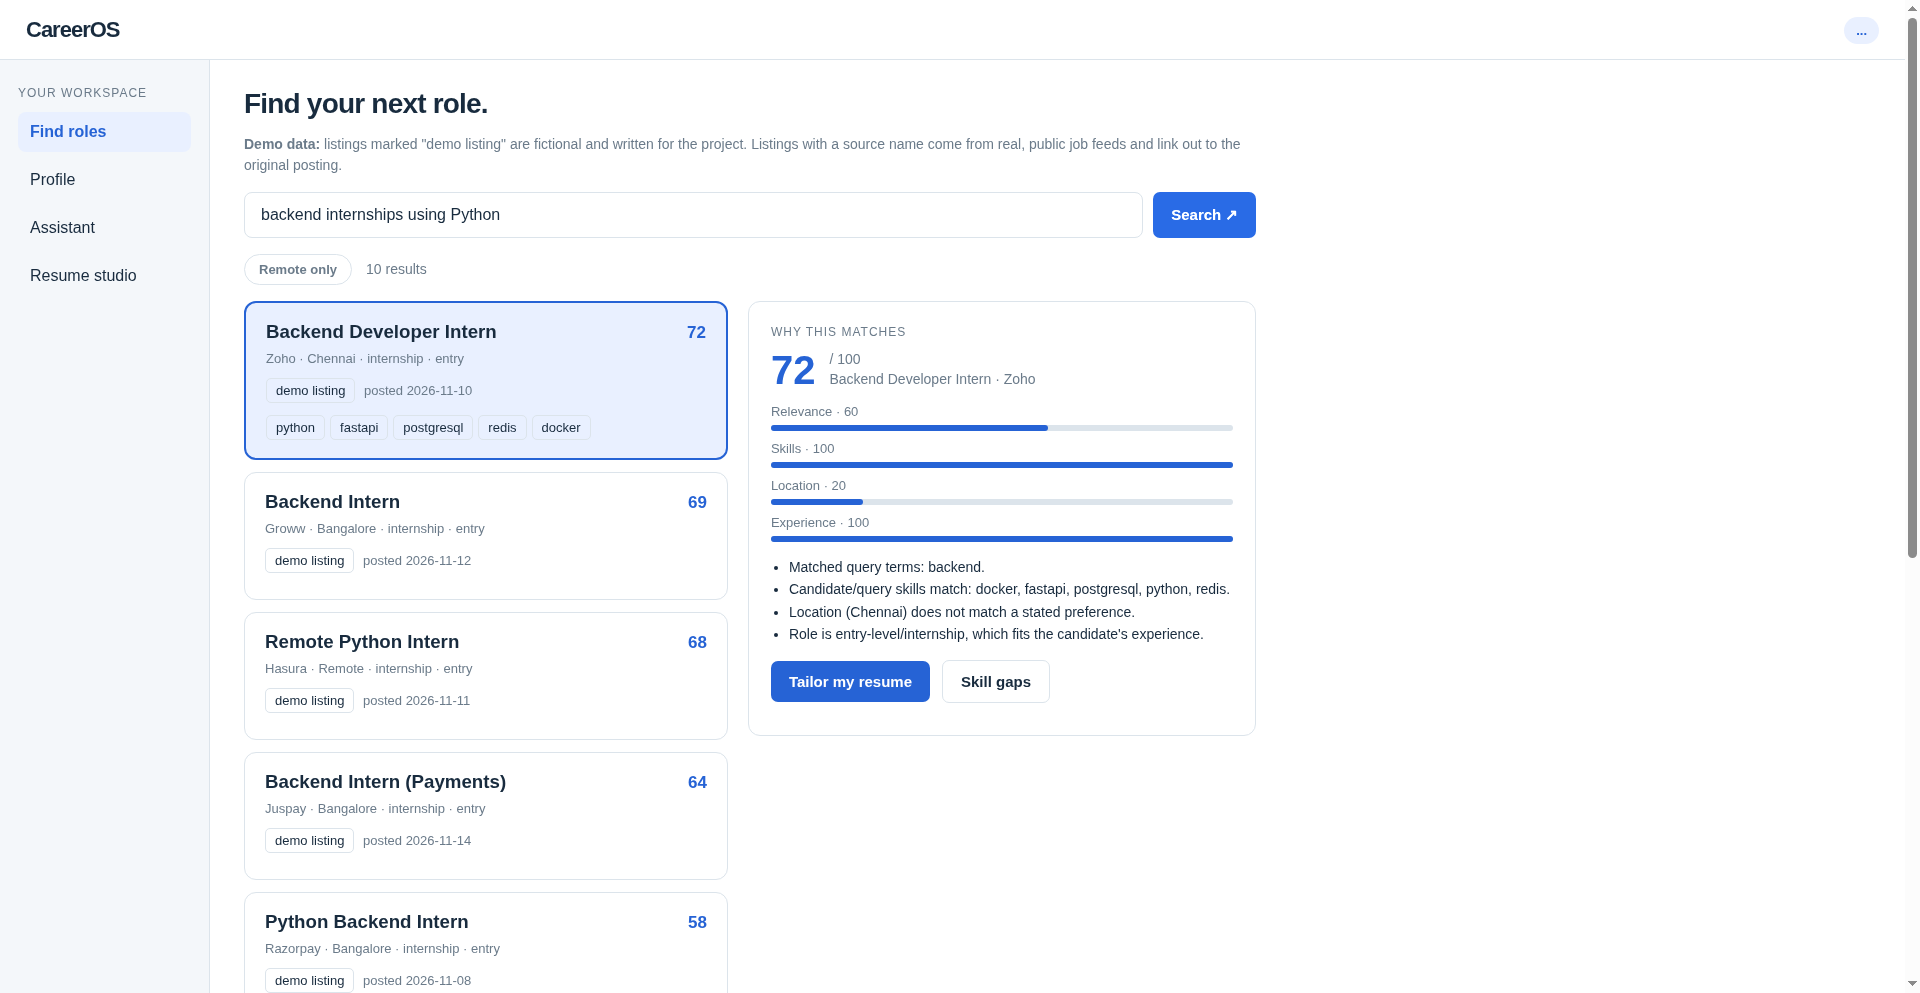 CareerOS
...
YOUR WORKSPACE
Find roles
Profile
Assistant
Resume studio
Find your next role.
Demo data: listings marked "demo listing" are fictional and written for the project. Listings with a source name come from real, public job feeds and link out to the
original posting.
backend internships using Python
Search ↗
Remote only
10 results
Backend Developer Intern
72
Zoho · Chennai · internship · entry
demo listing posted 2026-11-10
python fastapi postgresql redis docker
Backend Intern
69
Groww · Bangalore · internship · entry
demo listing posted 2026-11-12
Remote Python Intern
68
Hasura · Remote · internship · entry
demo listing posted 2026-11-11
Backend Intern (Payments)
64
Juspay · Bangalore · internship · entry
demo listing posted 2026-11-14
Python Backend Intern
58
Razorpay · Bangalore · internship · entry
demo listing posted 2026-11-08
WHY THIS MATCHES
72
/ 100
Backend Developer Intern · Zoho
Relevance · 60
Skills · 100
Location · 20
Experience · 100
• Matched query terms: backend.
• Candidate/query skills match: docker, fastapi, postgresql, python, redis.
• Location (Chennai) does not match a stated preference.
• Role is entry-level/internship, which fits the candidate's experience.
Tailor my resume
Skill gaps